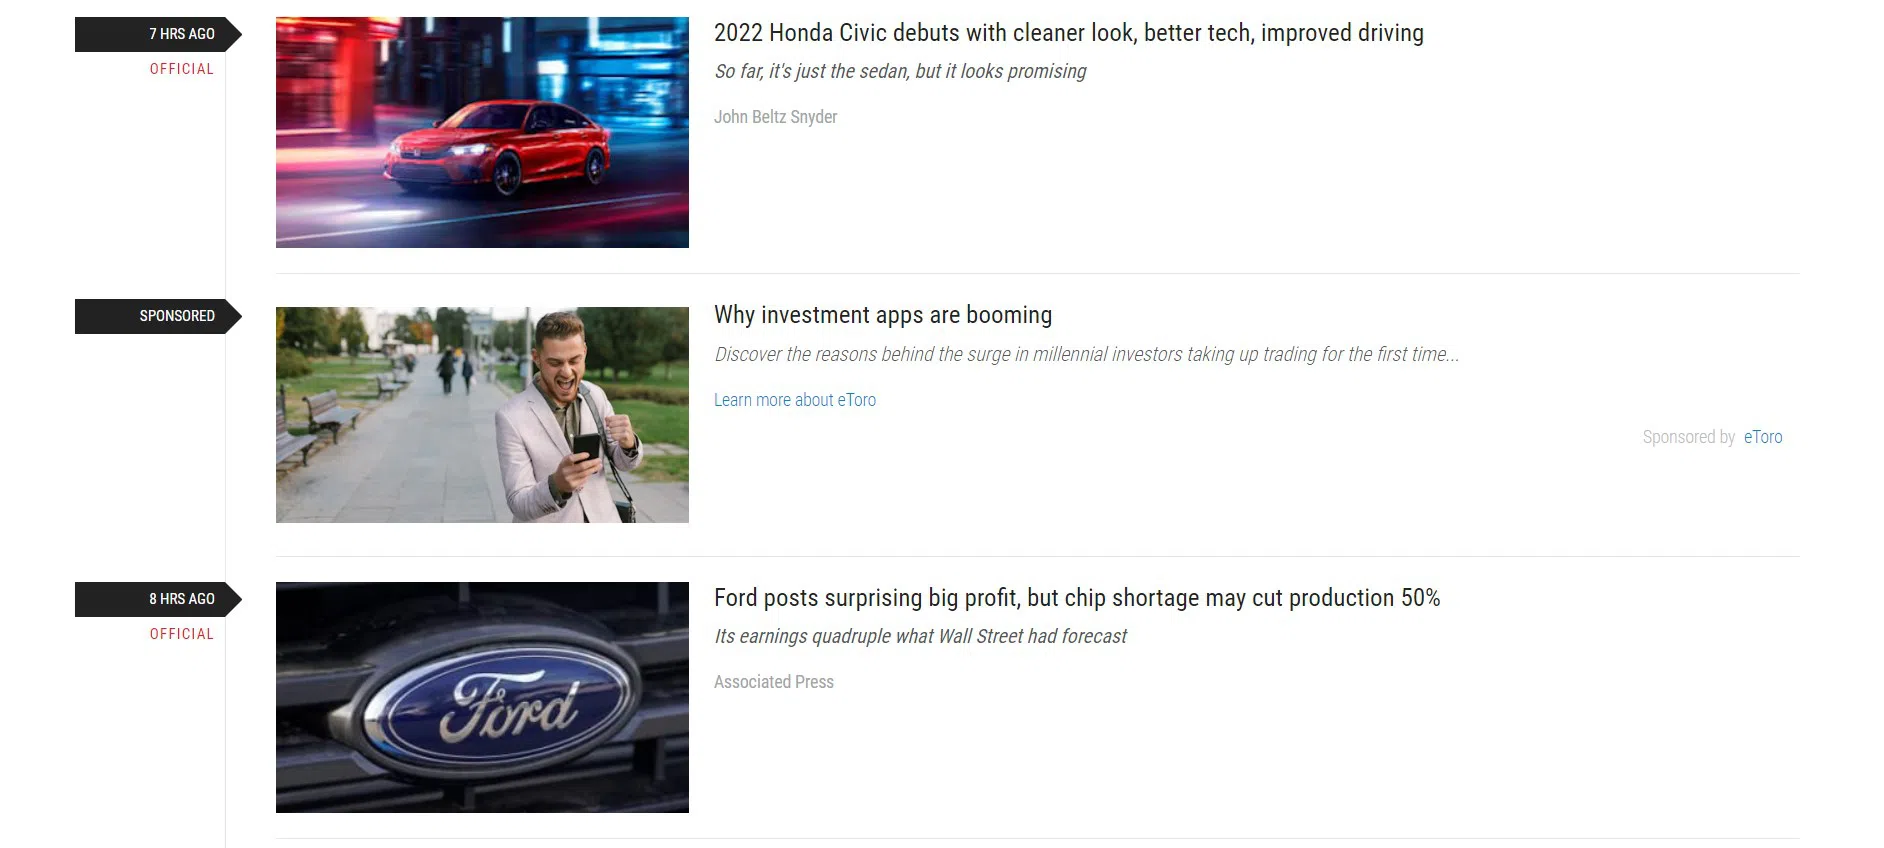 7 HRS AGO
OFFICIAL
2022 Honda Civic debuts with cleaner look, better tech, improved driving
So far, it's just the sedan, but it looks promising
John Beltz Snyder
SPONSORED
Why investment apps are booming
Discover the reasons behind the surge in millennial investors taking up trading for the first time...
Learn more about eToro
Sponsored by eToro
8 HRS AGO
OFFICIAL
Ford
Ford posts surprising big profit, but chip shortage may cut production 50%
Its earnings quadruple what Wall Street had forecast
Associated Press